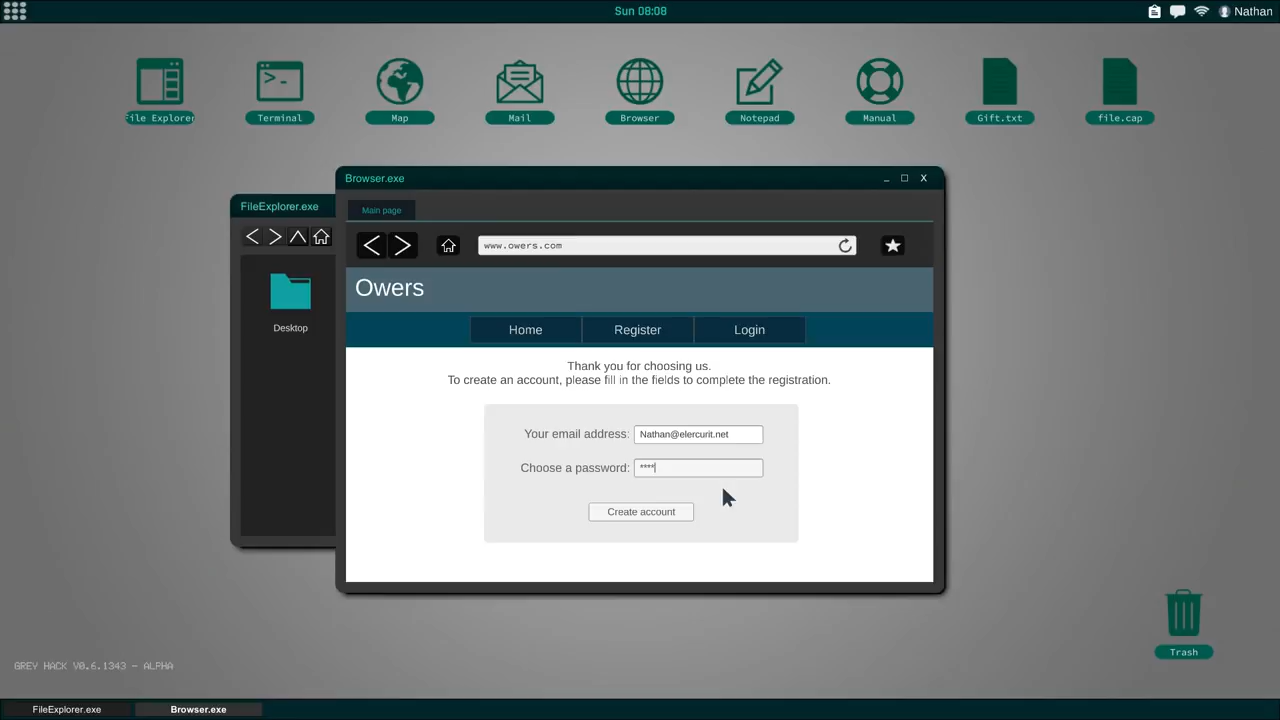 Sun 08:08
Nathan
File Explorer
Terminal
Map
Mail
Browser
Notepad
Manual
Gift.txt
file.cap
Browser.exe
_ □ X
FileExplorer.exe
Main page
www.owers.com
Owers
Home
Register
Login
Desktop
Thank you for choosing us.
To create an account, please fill in the fields to complete the registration.
Your email address: Nathan@elercurit.net
Choose a password: ****
Create account
Trash
GREY HACK V0.6.1343 - ALPHA
FileExplorer.exe
Browser.exe